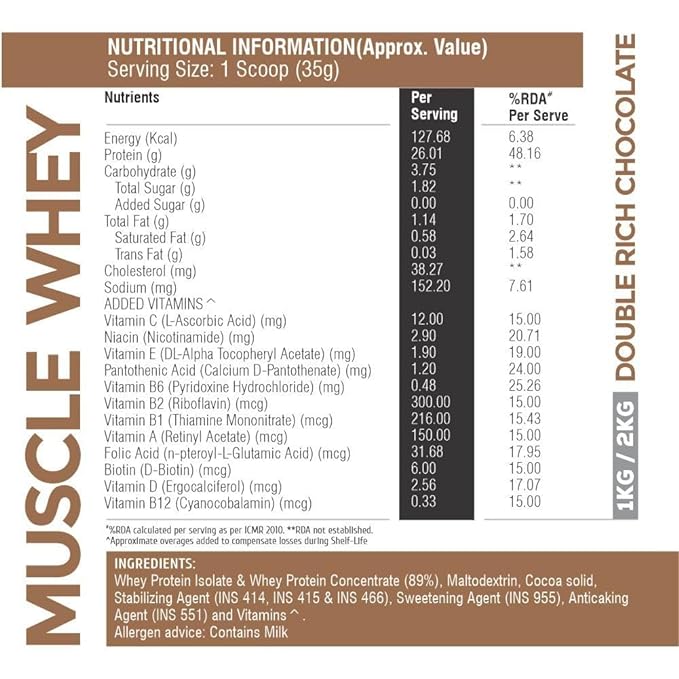 MUSCLE WHEY
NUTRITIONAL INFORMATION(Approx. Value)
Serving Size: 1 Scoop (35g)
Nutrients Per Serving %RDA# Per Serve
Energy (Kcal) 127.68 6.38
Protein (g) 26.01 48.16
Carbohydrate (g) 3.75 **
Total Sugar (g) 1.82 **
Added Sugar (g) 0.00 0.00
Total Fat (g) 1.14 1.70
Saturated Fat (g) 0.58 2.64
Trans Fat (g) 0.03 1.58
Cholesterol (mg) 38.27 **
Sodium (mg) 152.20 7.61
ADDED VITAMINS ^
Vitamin C (L-Ascorbic Acid) (mg) 12.00 15.00
Niacin (Nicotinamide) (mg) 2.90 20.71
Vitamin E (DL-Alpha Tocopheryl Acetate) (mg) 1.90 19.00
Pantothenic Acid (Calcium D-Pantothenate) (mg) 1.20 24.00
Vitamin B6 (Pyridoxine Hydrochloride) (mg) 0.48 25.26
Vitamin B2 (Riboflavin) (mcg) 300.00 15.00
Vitamin B1 (Thiamine Mononitrate) (mcg) 216.00 15.43
Vitamin A (Retinyl Acetate) (mcg) 150.00 15.00
Folic Acid (n-pteroyl-L-Glutamic Acid) (mcg) 31.68 17.95
Biotin (D-Biotin) (mcg) 6.00 15.00
Vitamin D (Ergocalciferol) (mcg) 2.56 17.07
Vitamin B12 (Cyanocobalamin) (mcg) 0.33 15.00
#%RDA calculated per serving as per ICMR 2010. **RDA not established.
^Approximate overages added to compensate losses during Shelf-Life
INGREDIENTS:
Whey Protein Isolate & Whey Protein Concentrate (89%), Maltodextrin, Cocoa solid,
Stabilizing Agent (INS 414, INS 415 & INS 466), Sweetening Agent (INS 955), Anticaking
Agent (INS 551) and Vitamins ^ .
Allergen advice: Contains Milk
1KG / 2KG DOUBLE RICH CHOCOLATE